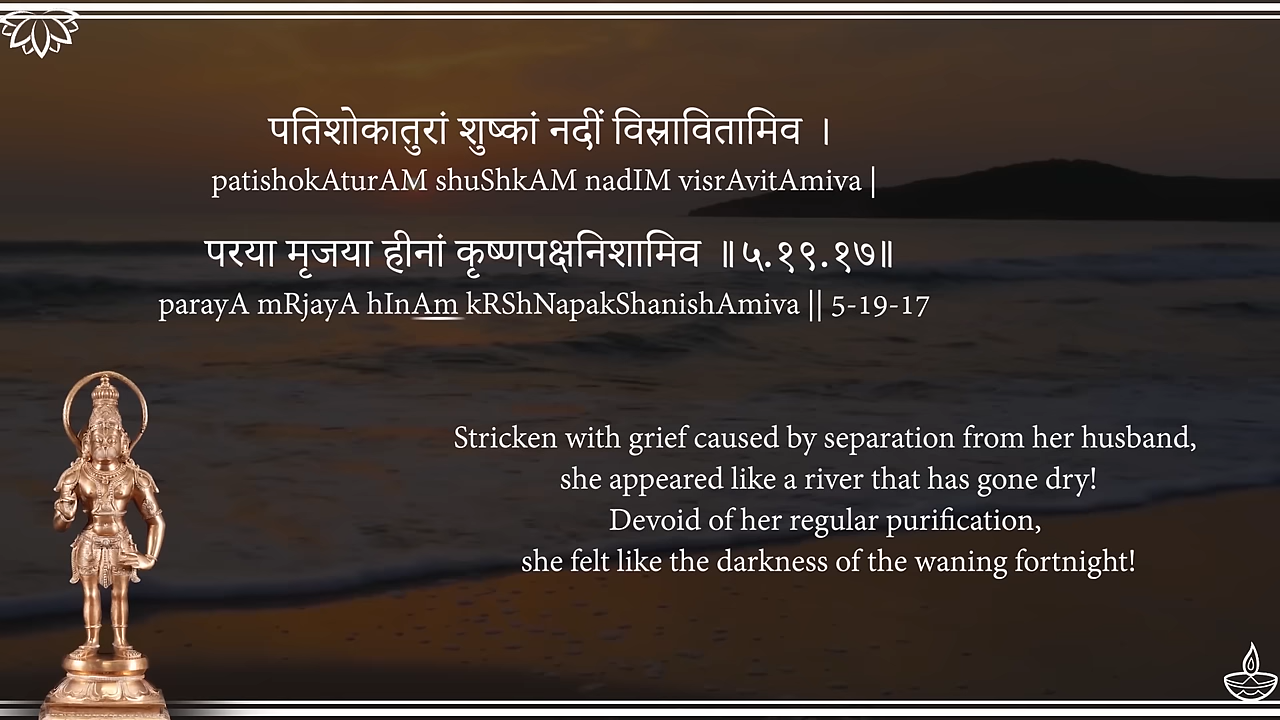 पतिशोकातुरां शुष्कां नदीं विस्रावितामिव ।
patishokAturAM shuShkAM nadIM visrAvitAmiva |
परया मृजया हीनां कृष्णपक्षनिशामिव ॥५.१९.१७॥
parayA mRjayA hInAm kRShNapakShanishAmiva || 5-19-17
Stricken with grief caused by separation from her husband,
she appeared like a river that has gone dry!
Devoid of her regular purification,
she felt like the darkness of the waning fortnight!